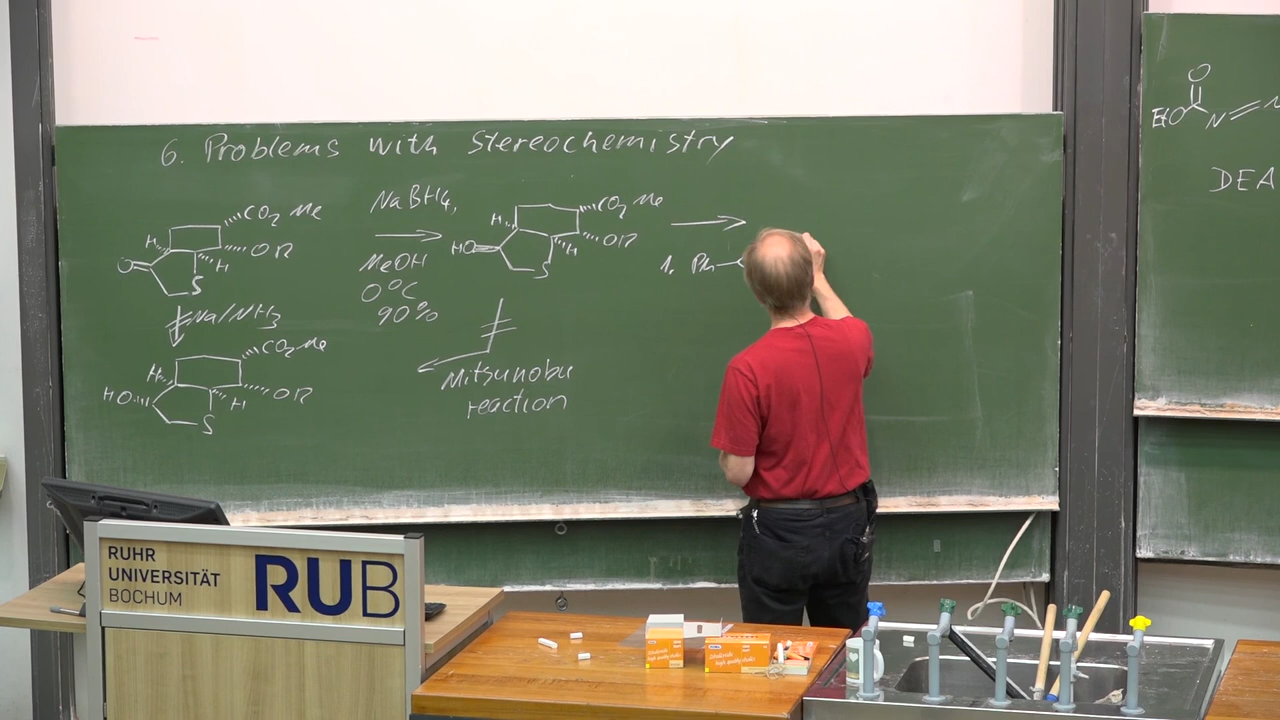 6. Problems with Stereochemistry
CO2Me
H
OR
O
H
S
NaBH4,
MeOH
0°C
90%
H
CO2Me
HO
OR
H
S
1. Ph
Na/NH3
CO2Me
H
HO
OR
H
S
Mitsunobu
reaction
O
EtO
N
N
DEA
RUHR
UNIVERSITÄT
BOCHUM
RUB